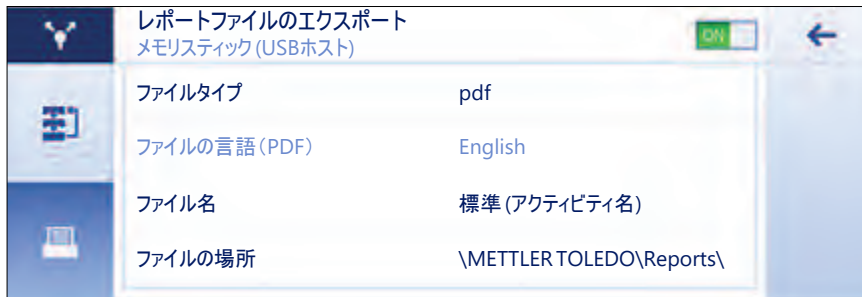 レポートファイルのエクスポート
メモリスティック (USBホスト)
ON
ファイルタイプ pdf
ファイルの言語(PDF) English
ファイル名 標準 (アクティビティ名)
ファイルの場所 \METTLER TOLEDO\Reports\